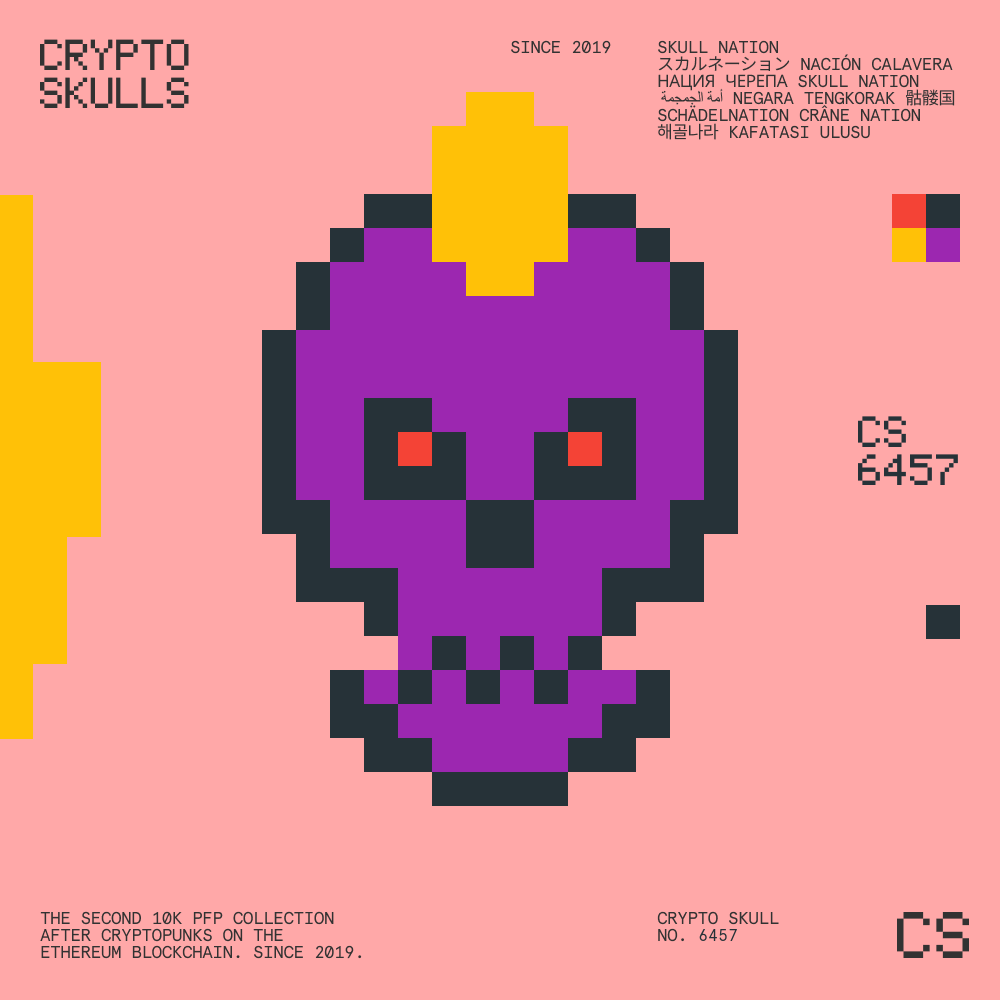 CRYPTO
SKULLS
SINCE 2019
SKULL NATION
スカルネーション NACIÓN CALAVERA
НАЦИЯ ЧЕРЕПА SKULL NATION
أمة الجمجمة NEGARA TENGKORAK 骷髅国
SCHÄDELNATION CRÂNE NATION
해골나라 KAFATASI ULUSU
CS
6457
THE SECOND 10K PFP COLLECTION
AFTER CRYPTOPUNKS ON THE
ETHEREUM BLOCKCHAIN. SINCE 2019.
CRYPTO SKULL
NO. 6457
CS